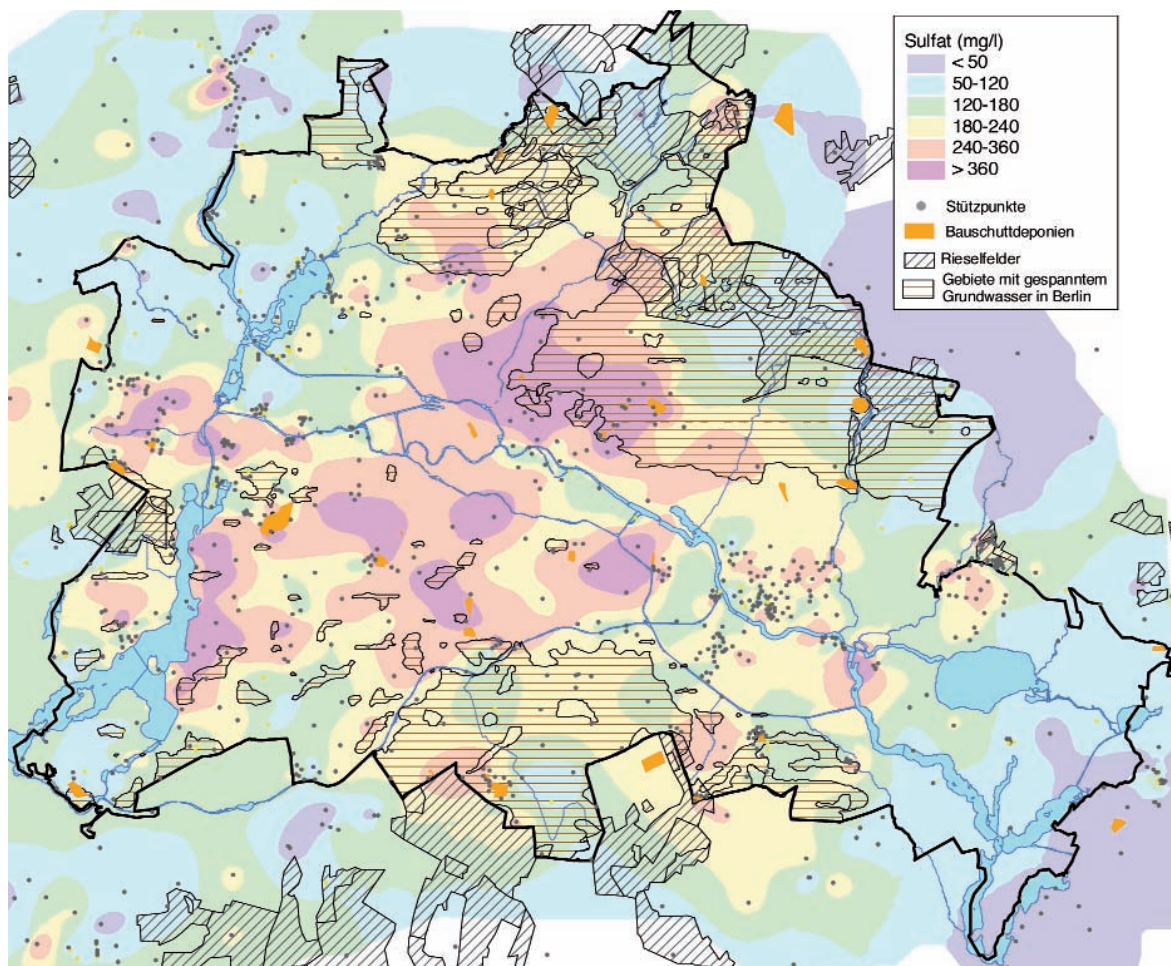 Sulfat (mg/l)
< 50
50-120
120-180
180-240
240-360
> 360
Stützpunkte
Bauschuttdeponien
Rieselfelder
Gebiete mit gespanntem
Grundwasser in Berlin